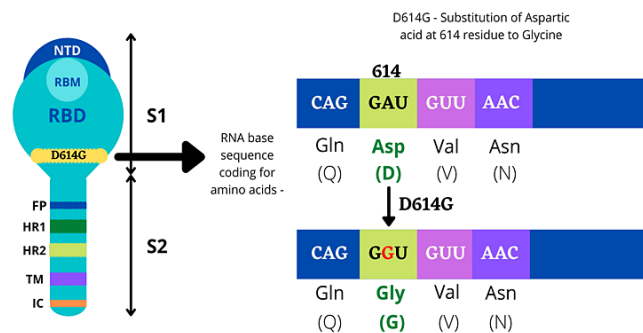 NTD
RBM
RBD
D614G
FP
HR1
HR2
TM
IC
S1
S2
RNA base
sequence
coding for
amino acids -
D614G - Substitution of Aspartic
acid at 614 residue to Glycine
614
CAG GAU GUU AAC
Gln Asp Val Asn
(Q) (D) (V) (N)
D614G
CAG GGU GUU AAC
Gln Gly Val Asn
(Q) (G) (V) (N)